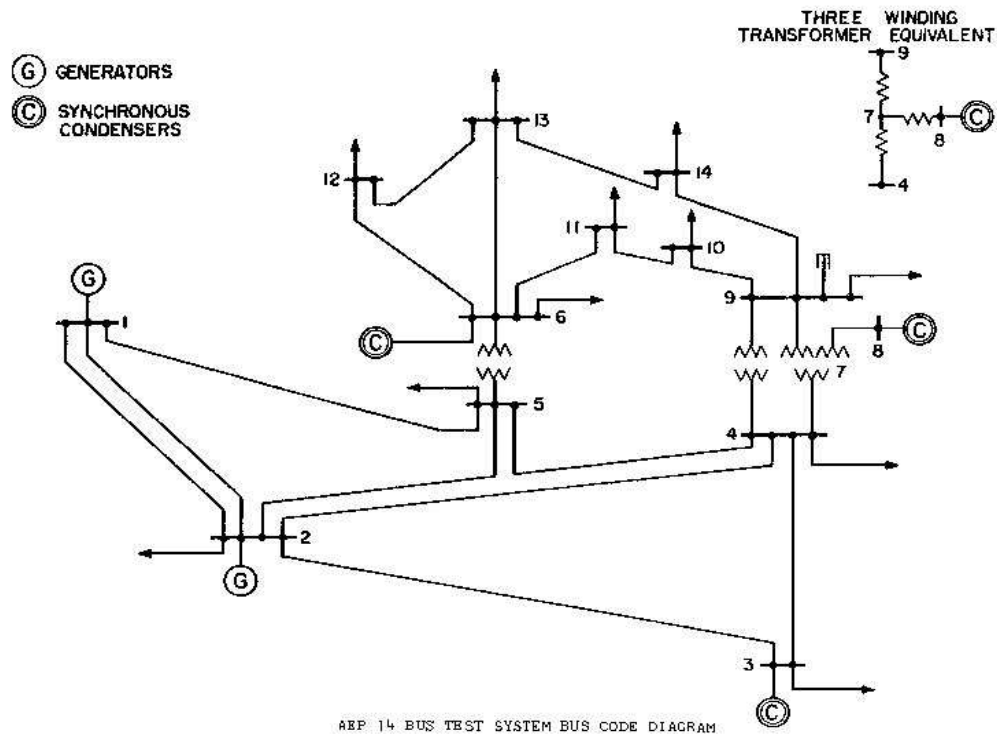 THREE WINDING
TRANSFORMER EQUIVALENT
9
7
C
8
4
G GENERATORS
C SYNCHRONOUS
CONDENSERS
13
12
14
11
10
G
9
1
6
C
C
8
7
5
4
2
G
3
C
AEP 14 BUS TEST SYSTEM BUS CODE DIAGRAM